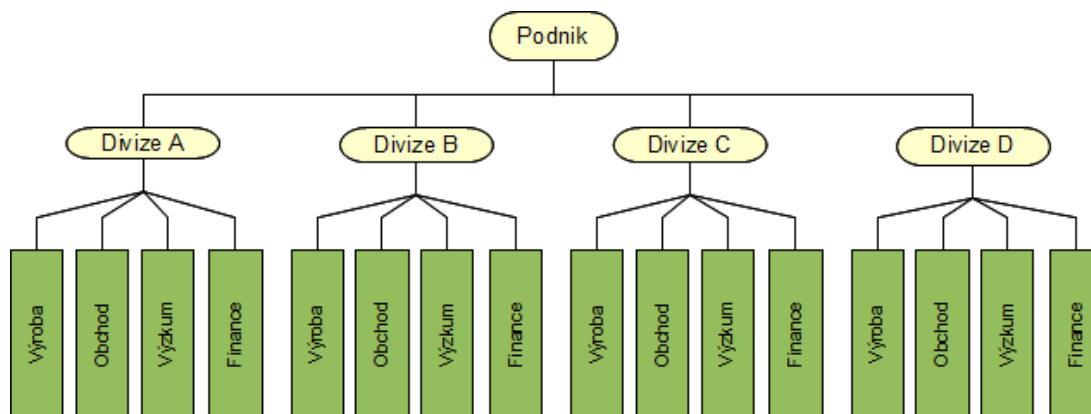 Podnik
Divize A
Divize B
Divize C
Divize D
Výroba
Obchod
Výzkum
Finance
Výroba
Obchod
Výzkum
Finance
Výroba
Obchod
Výzkum
Finance
Výroba
Obchod
Výzkum
Finance